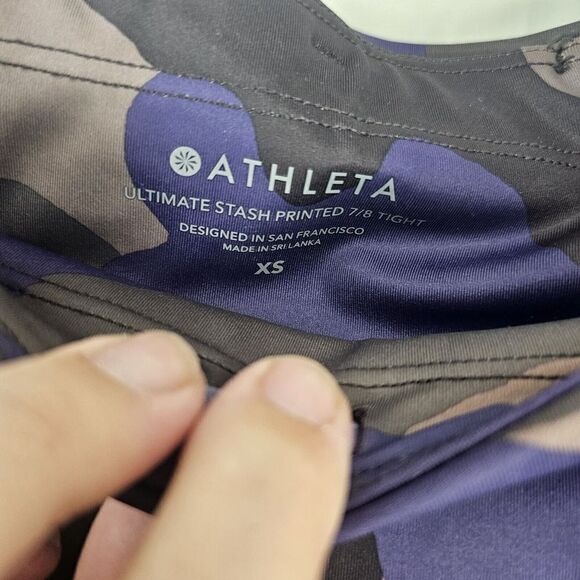 ATHLETA
ULTIMATE STASH PRINTED 7/8 TIGHT
DESIGNED IN SAN FRANCISCO
MADE IN SRI LANKA
XS